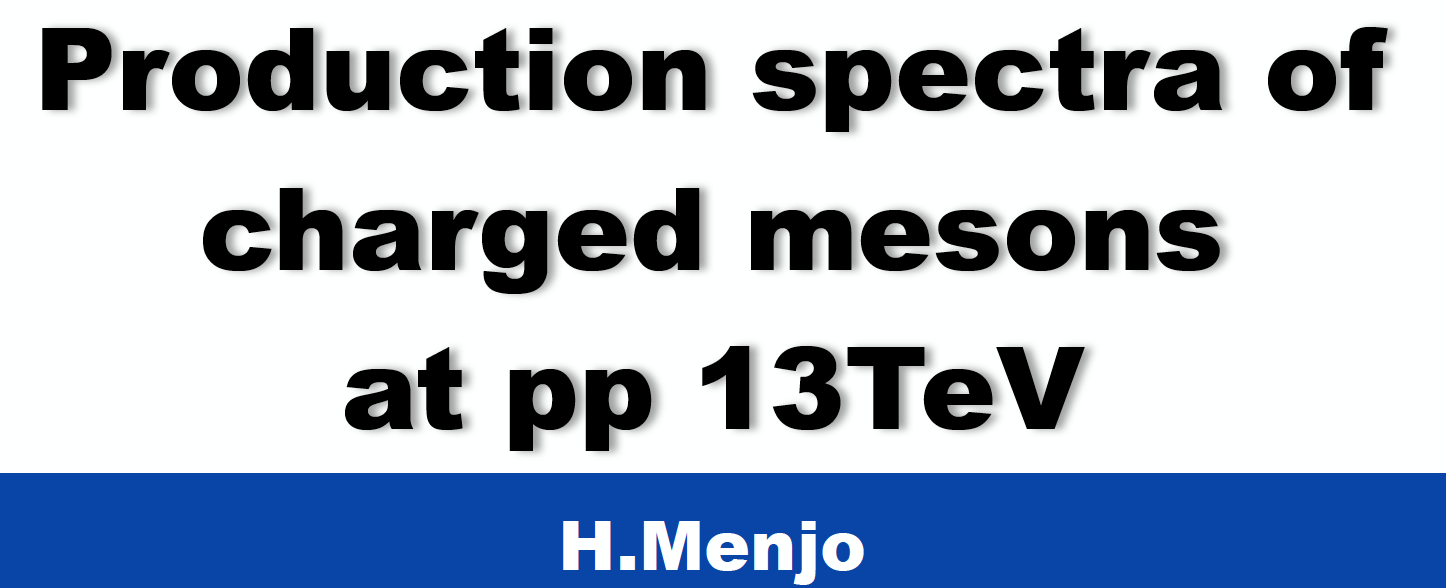 Production spectra of
charged mesons
at pp 13TeV
H.Menjo